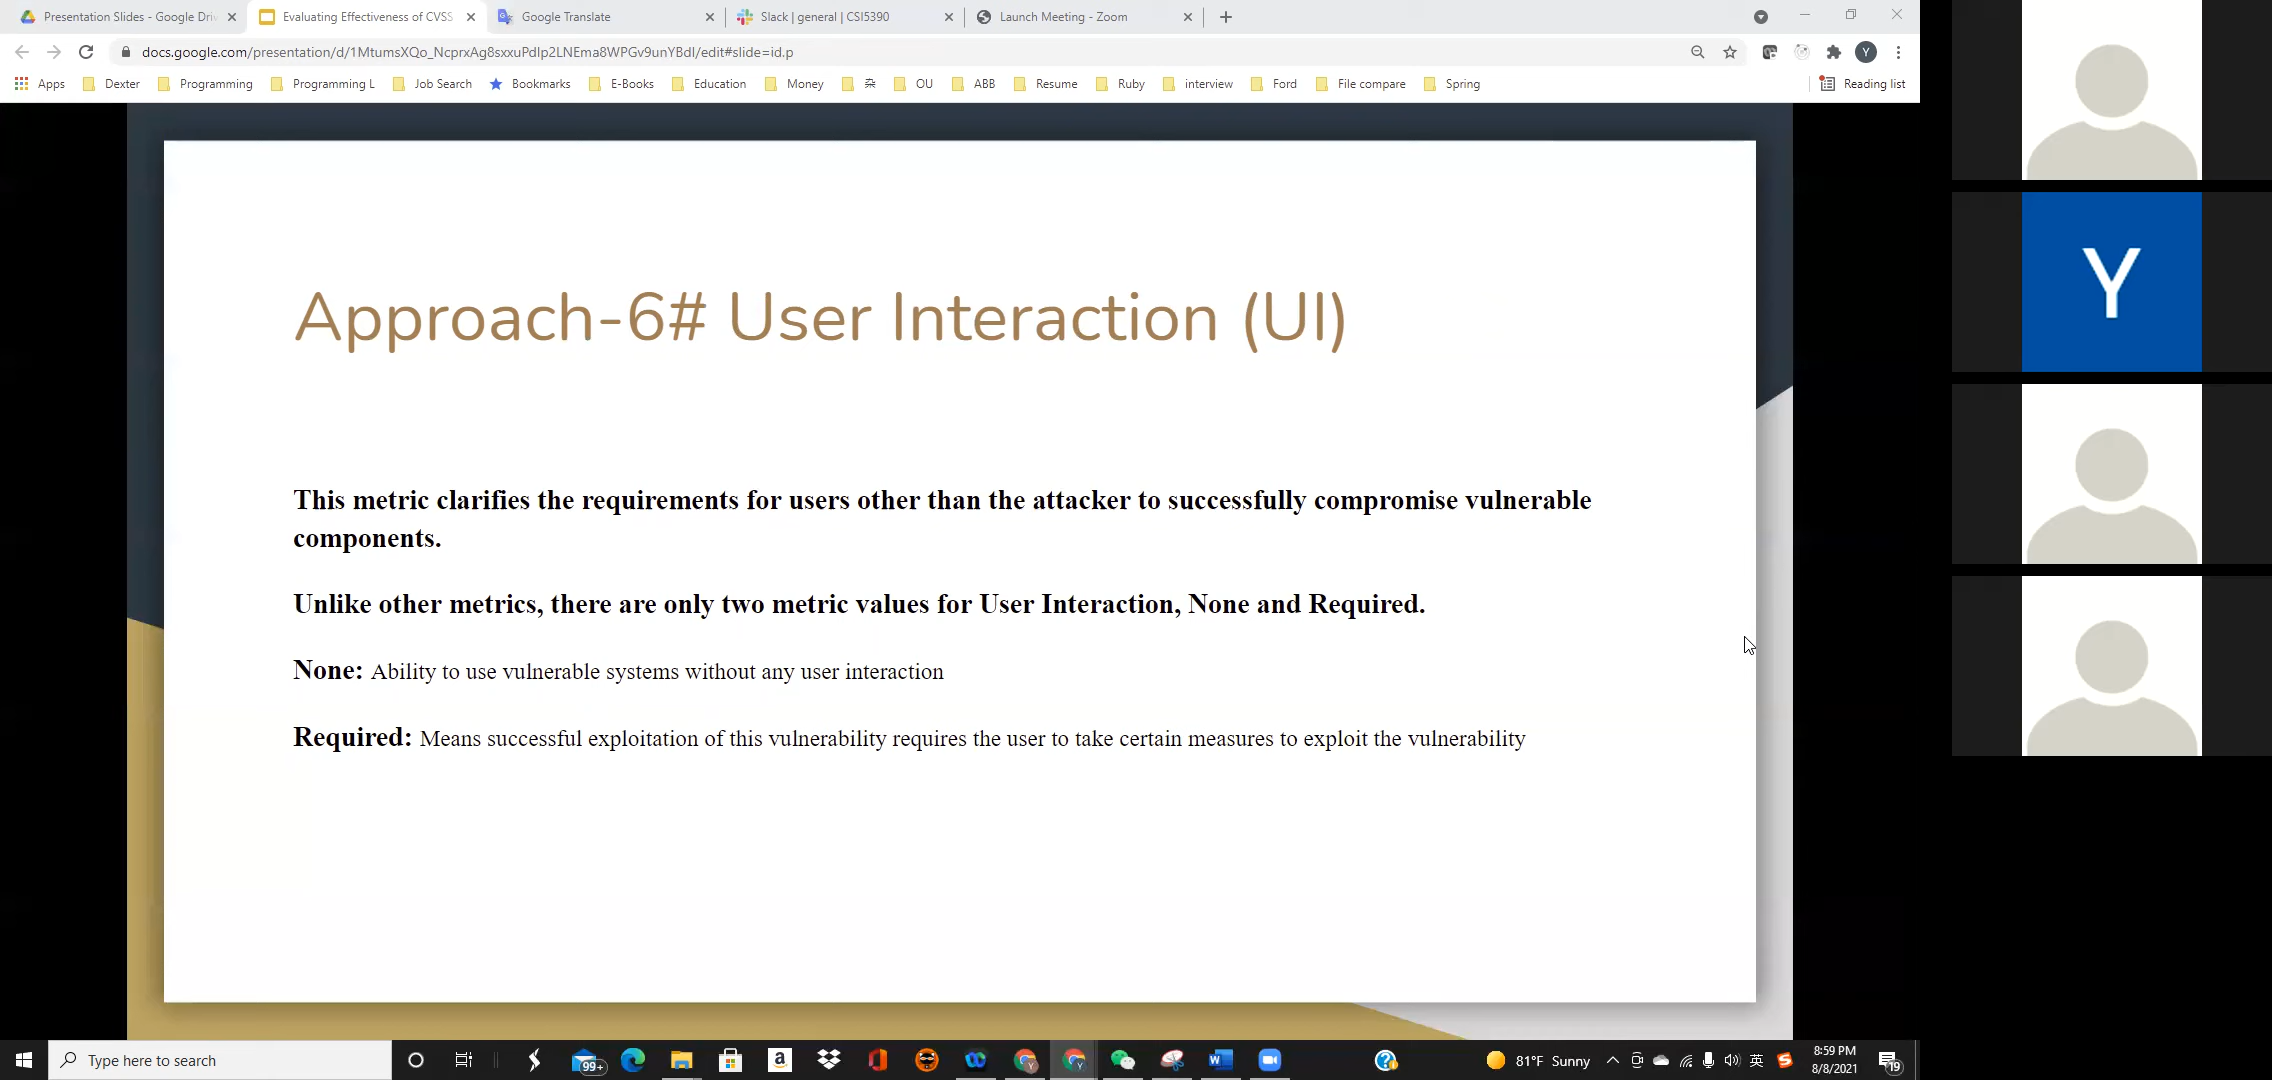 Presentation Slides - Google Driv
Evaluating Effectiveness of CVSS
Google Translate
Slack | general | CSI5390
Launch Meeting - Zoom
docs.google.com/presentation/d/1MtumsXQo_NcprxAg8sxxuPdIp2LNEma8WPGv9unYBdI/edit#slide=id.p
Y
Apps
Dexter
Programming
Programming L
Job Search
Bookmarks
E-Books
Education
Money
杂
OU
ABB
Resume
Ruby
interview
Ford
File compare
Spring
Reading list
Approach-6# User Interaction (UI)
This metric clarifies the requirements for users other than the attacker to successfully compromise vulnerable
components.
Unlike other metrics, there are only two metric values for User Interaction, None and Required.
None: Ability to use vulnerable systems without any user interaction
Required: Means successful exploitation of this vulnerability requires the user to take certain measures to exploit the vulnerability
Y
Type here to search
99+
81°F Sunny
英
8:59 PM
8/8/2021
19